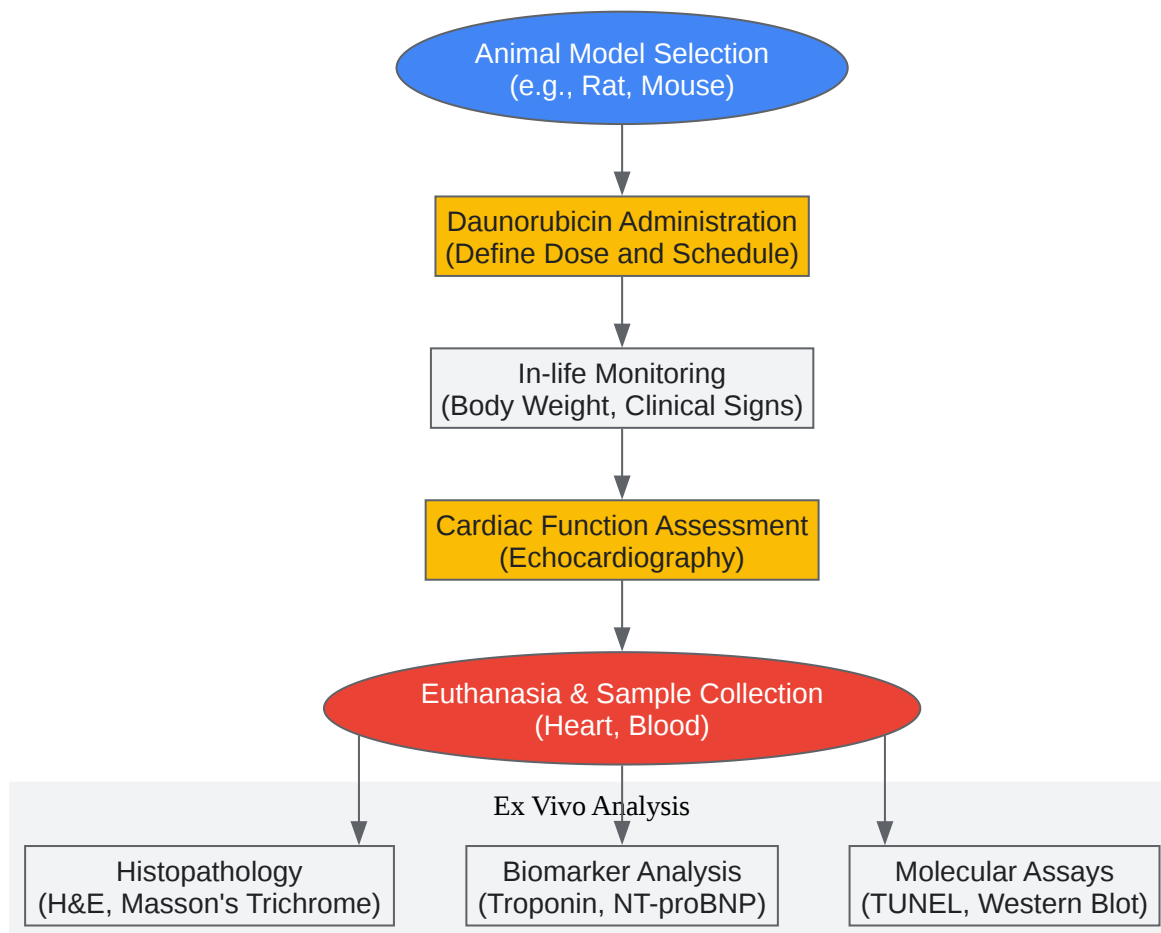 Animal Model Selection
(e.g., Rat, Mouse)
Daunorubicin Administration
(Define Dose and Schedule)
In-life Monitoring
(Body Weight, Clinical Signs)
Cardiac Function Assessment
(Echocardiography)
Euthanasia & Sample Collection
(Heart, Blood)
Ex Vivo Analysis
Histopathology
(H&E, Masson's Trichrome)
Biomarker Analysis
(Troponin, NT-proBNP)
Molecular Assays
(TUNEL, Western Blot)